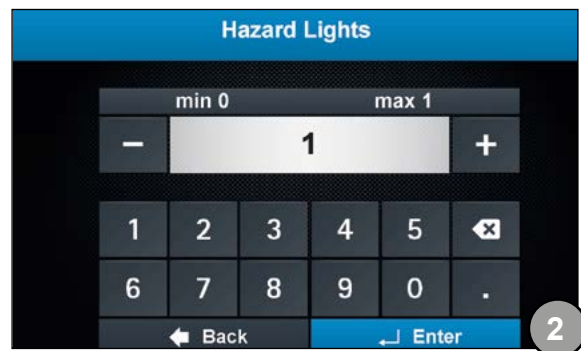 Hazard Lights
min 0 max 1
− 1 +
1 2 3 4 5
6 7 8 9 0 .
Back Enter
2